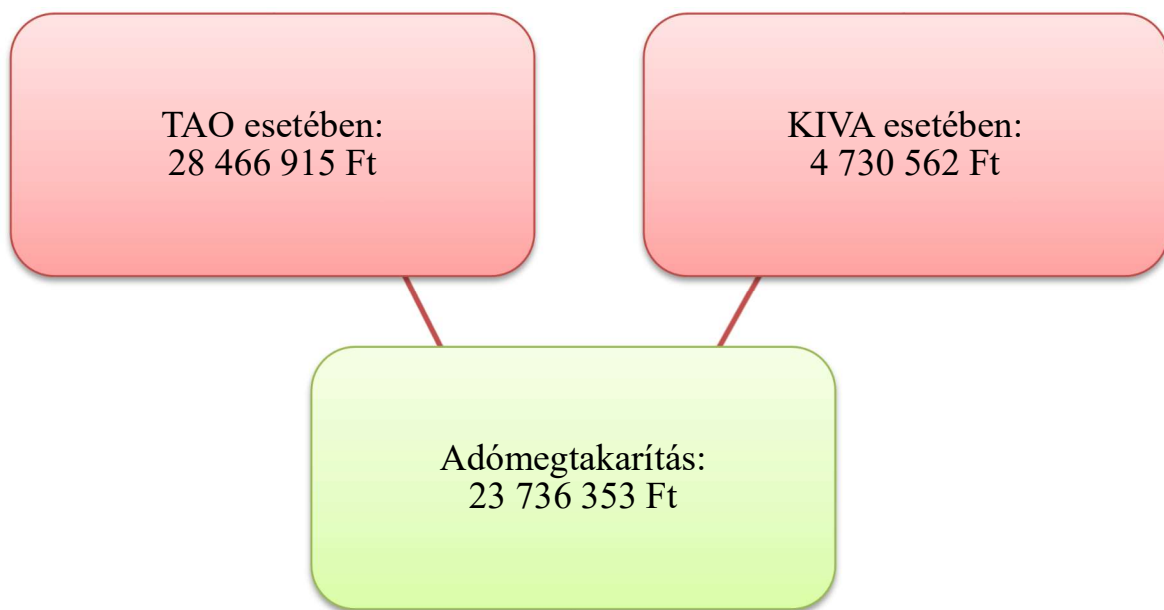 TAO esetében:
28 466 915 Ft
KIVA esetében:
4 730 562 Ft
Adómegtakarítás:
23 736 353 Ft